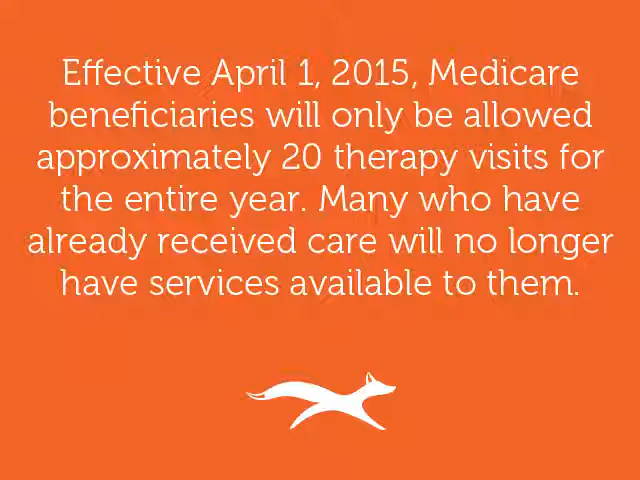 Effective April 1, 2015, Medicare
beneficiaries will only be allowed
approximately 20 therapy visits for
the entire year. Many who have
already received care will no longer
have services available to them.